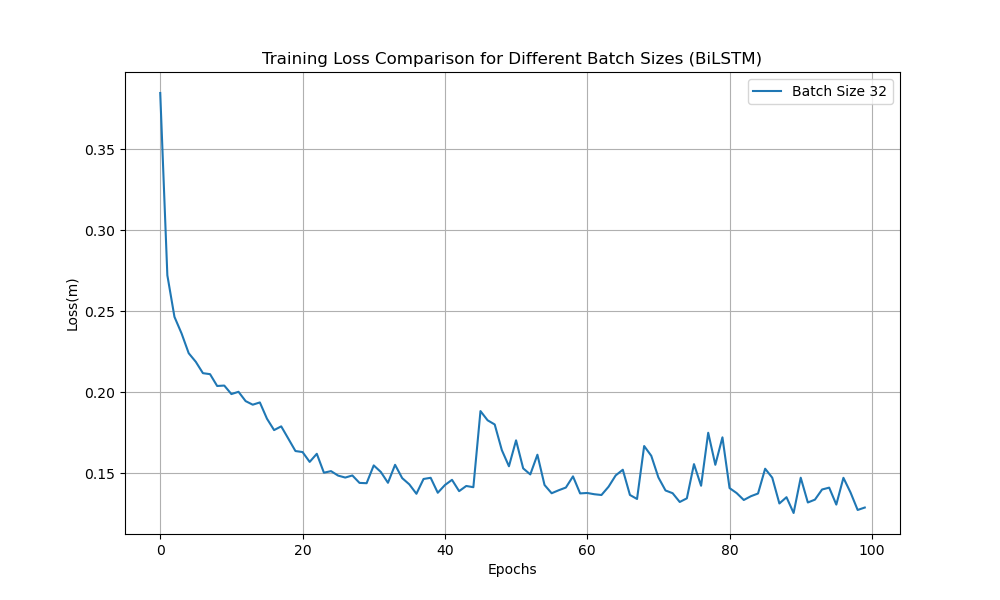 Training Loss Comparison for Different Batch Sizes (BiLSTM)
Batch Size 32
0.35
0.30
0.25
0.20
0.15
Loss(m)
0 20 40 60 80 100
Epochs